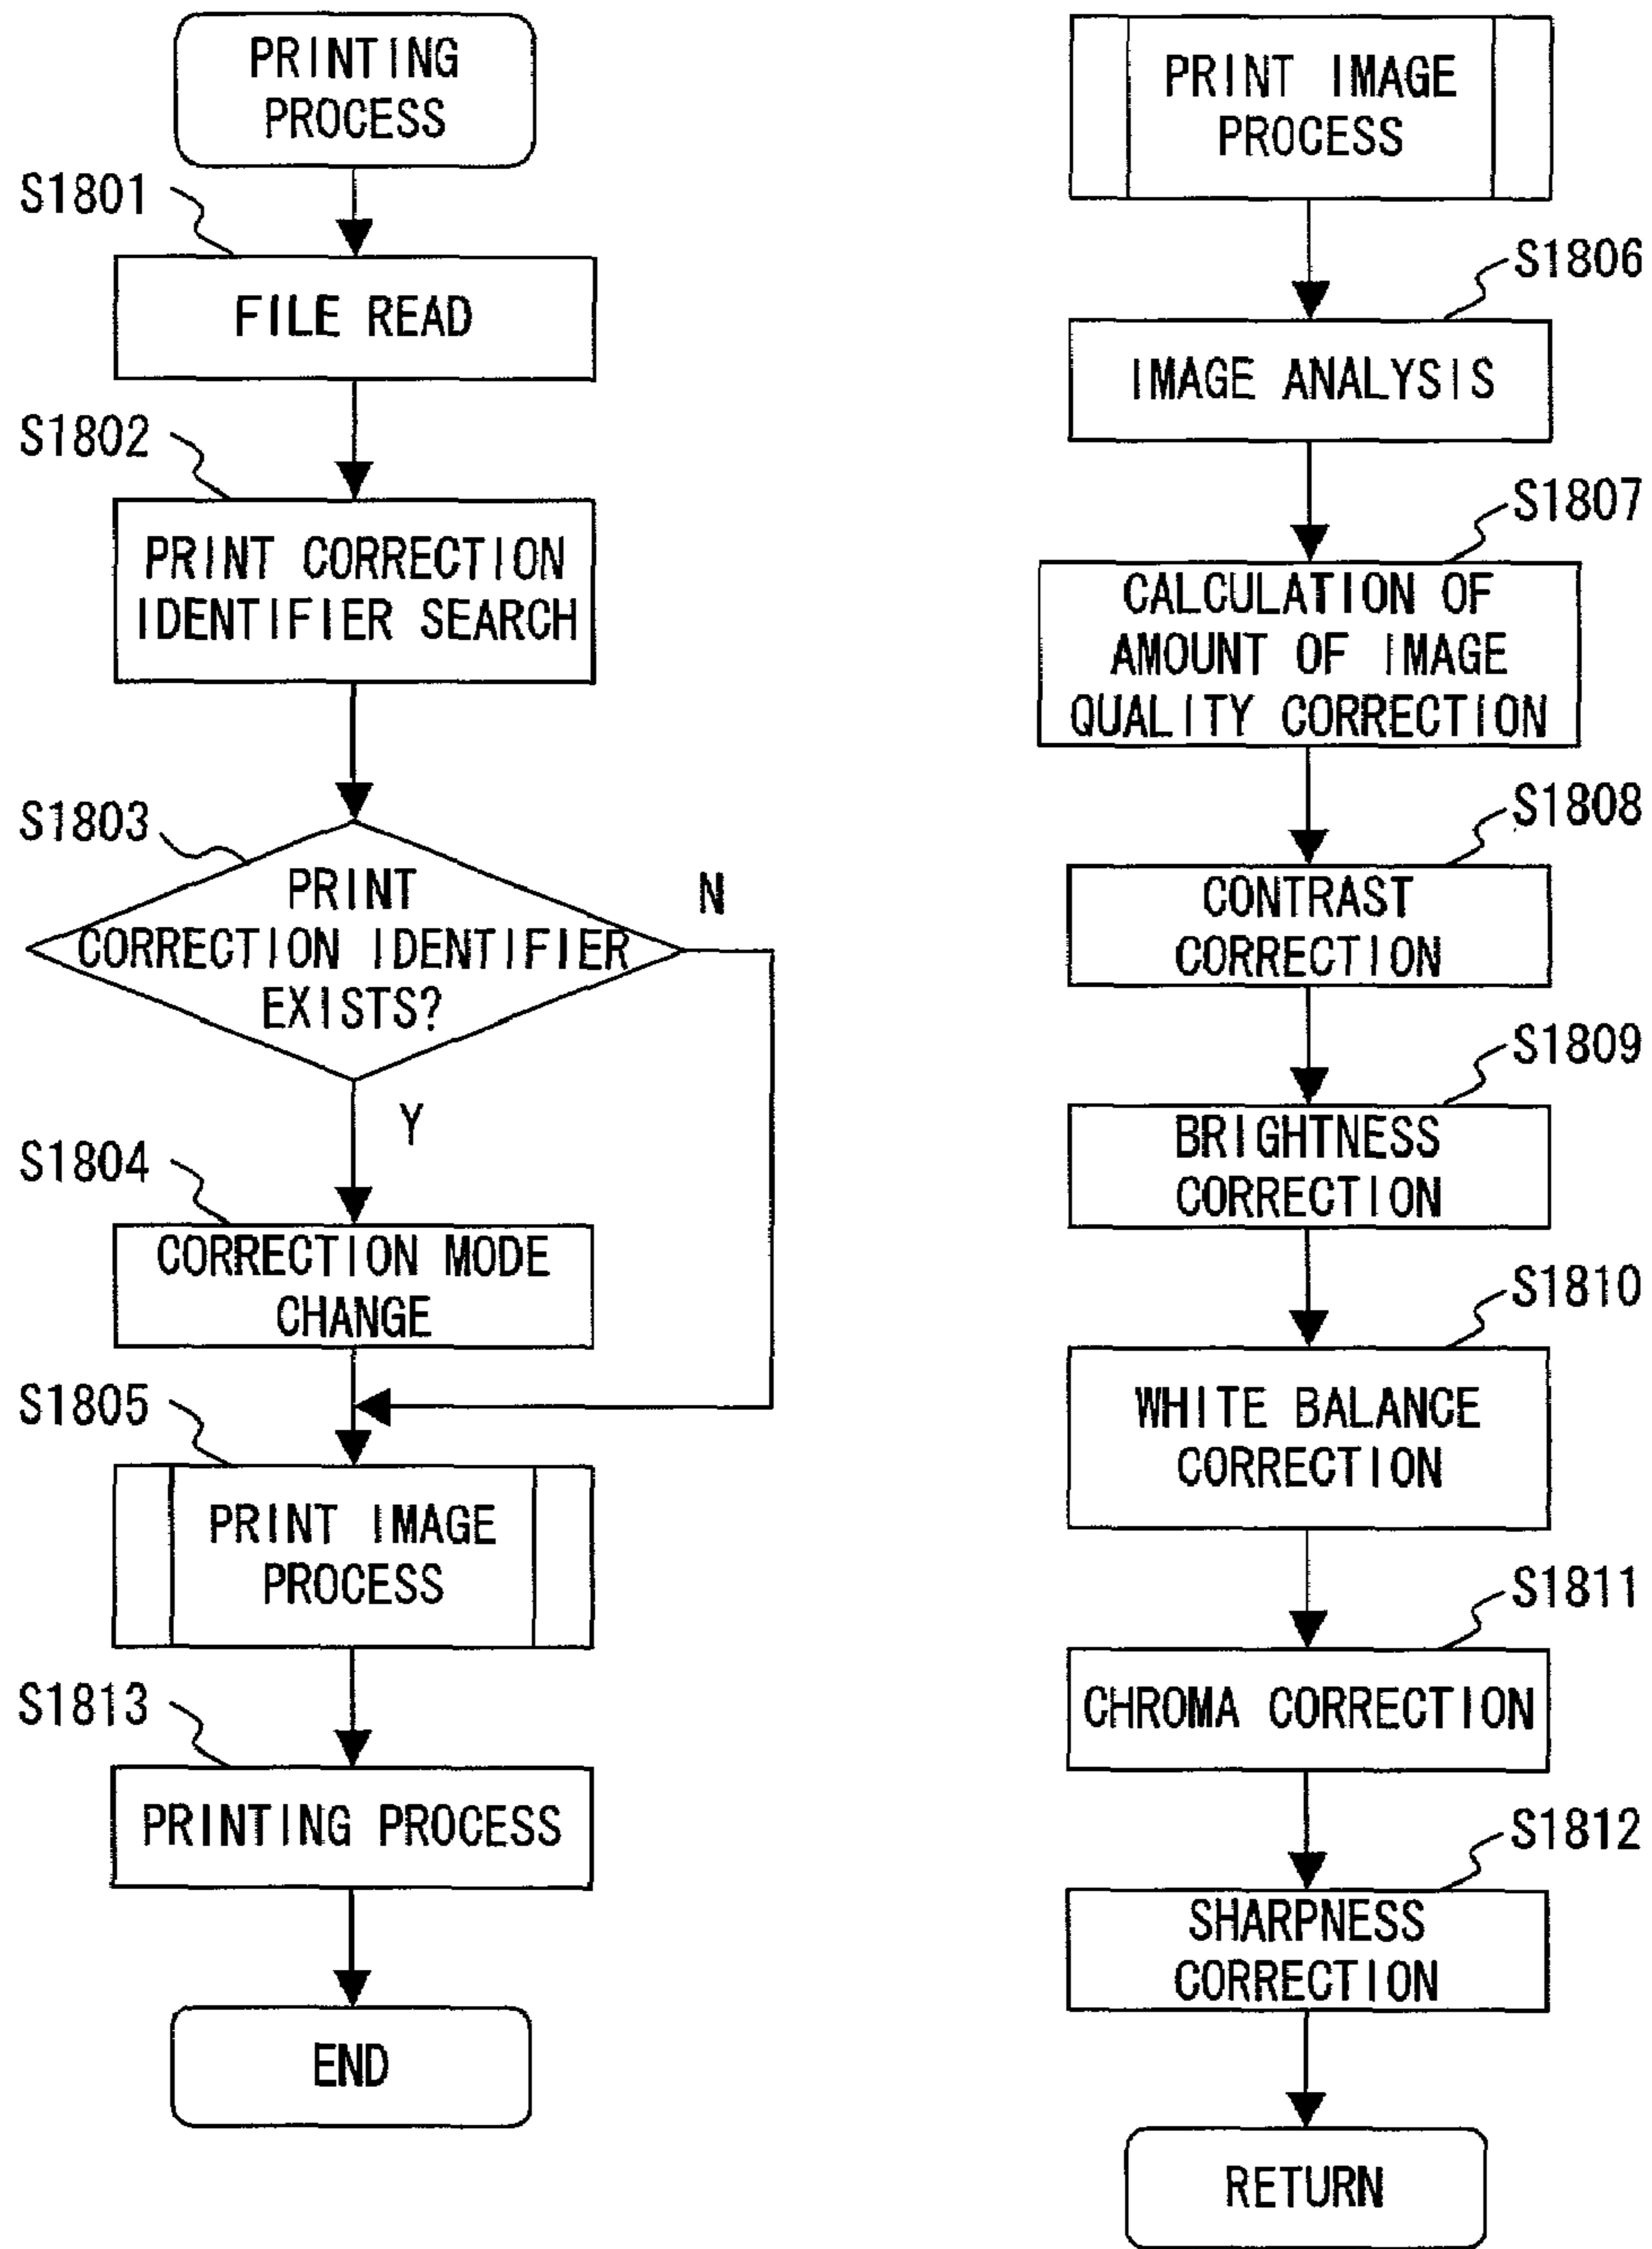 PRINTING
PROCESS
S1801
FILE READ
S1802
PRINT CORRECTION
IDENTIFIER SEARCH
S1803
PRINT
CORRECTION IDENTIFIER
EXISTS?
N
Y
S1804
CORRECTION MODE
CHANGE
S1805
PRINT IMAGE
PROCESS
S1813
PRINTING PROCESS
END
PRINT IMAGE
PROCESS
S1806
IMAGE ANALYSIS
S1807
CALCULATION OF
AMOUNT OF IMAGE
QUALITY CORRECTION
S1808
CONTRAST
CORRECTION
S1809
BRIGHTNESS
CORRECTION
S1810
WHITE BALANCE
CORRECTION
S1811
CHROMA CORRECTION
S1812
SHARPNESS
CORRECTION
RETURN